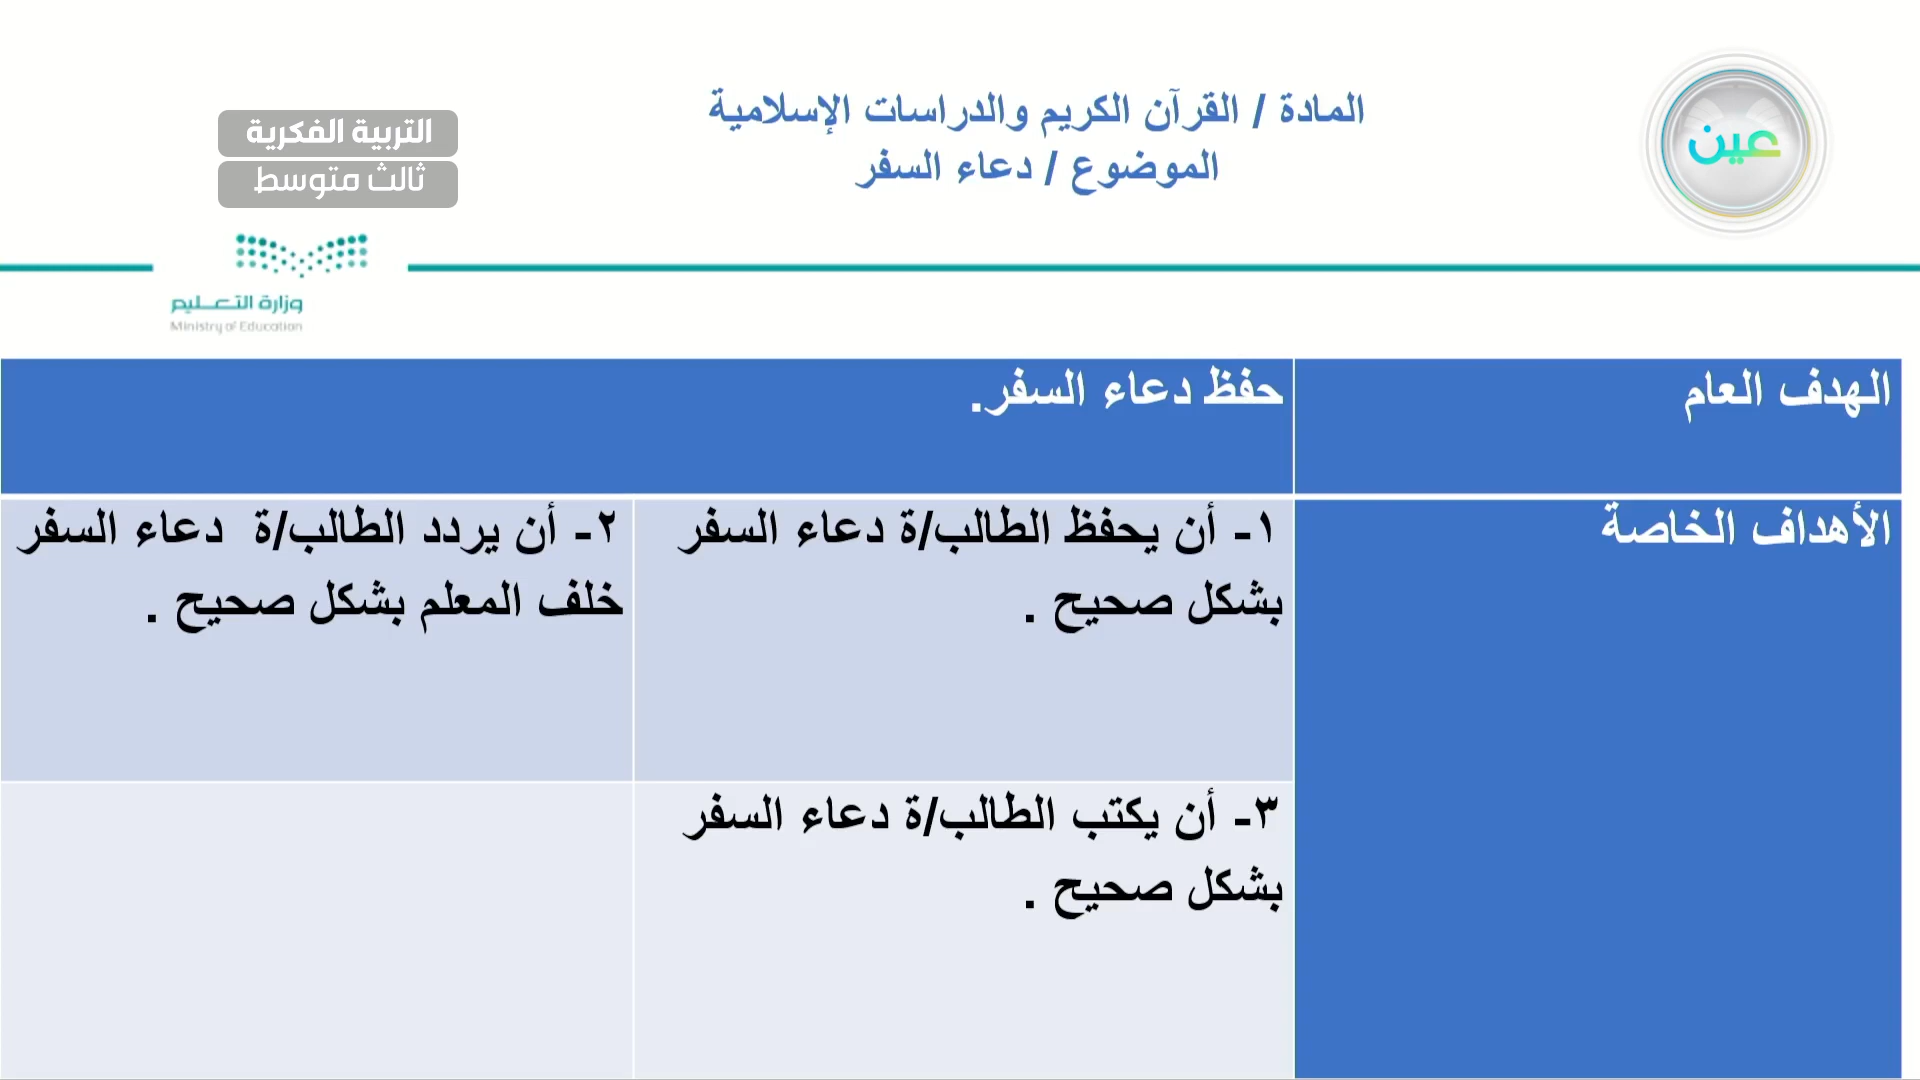 المادة / القرآن الكريم والدراسات الإسلامية
الموضوع / دعاء السفر
عين
التربية الفكرية
ثالث متوسط
وزارة التعليم
Ministry of Education
الهدف العام
حفظ دعاء السفر.
الأهداف الخاصة
١- أن يحفظ الطالب/ة دعاء السفر
بشكل صحيح .
٢- أن يردد الطالب/ة دعاء السفر
خلف المعلم بشكل صحيح .
٣- أن يكتب الطالب/ة دعاء السفر
بشكل صحيح .